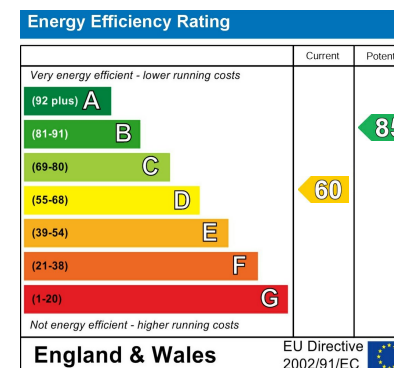 Energy Efficiency Rating
Current
Very energy efficient - lower running costs
(92 plus) A
(81-91) B
(69-80) C
(55-68) D
60
(39-54) E
(21-38) F
(1-20) G
Not energy efficient - higher running costs
England & Wales
EU Directive
2002/91/EC